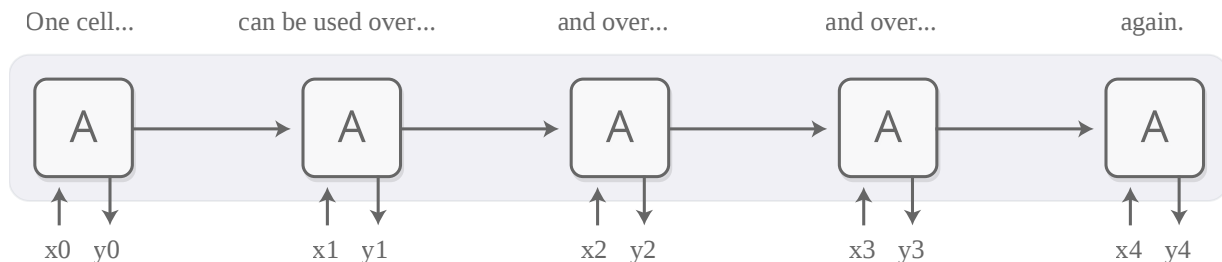 One cell... can be used over... and over... and over... again.
A A A A A
x0 y0 x1 y1 x2 y2 x3 y3 x4 y4